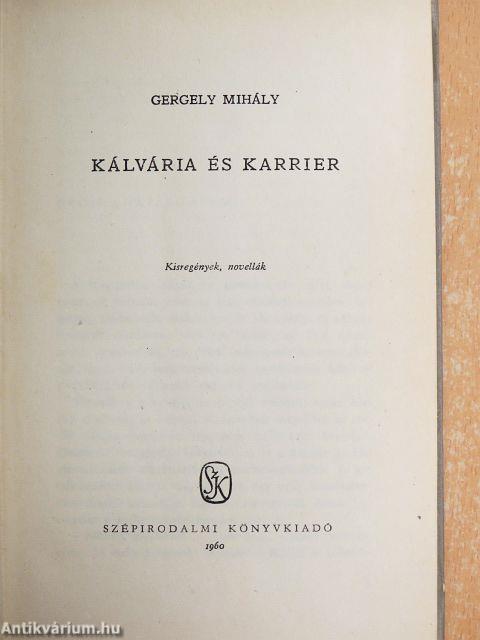 GERGELY MIHÁLY
KÁLVÁRIA ÉS KARRIER
Kisregények, novellák
SZK
SZÉPIRODALMI KÖNYVKIADÓ
1960
Antikvárium.hu